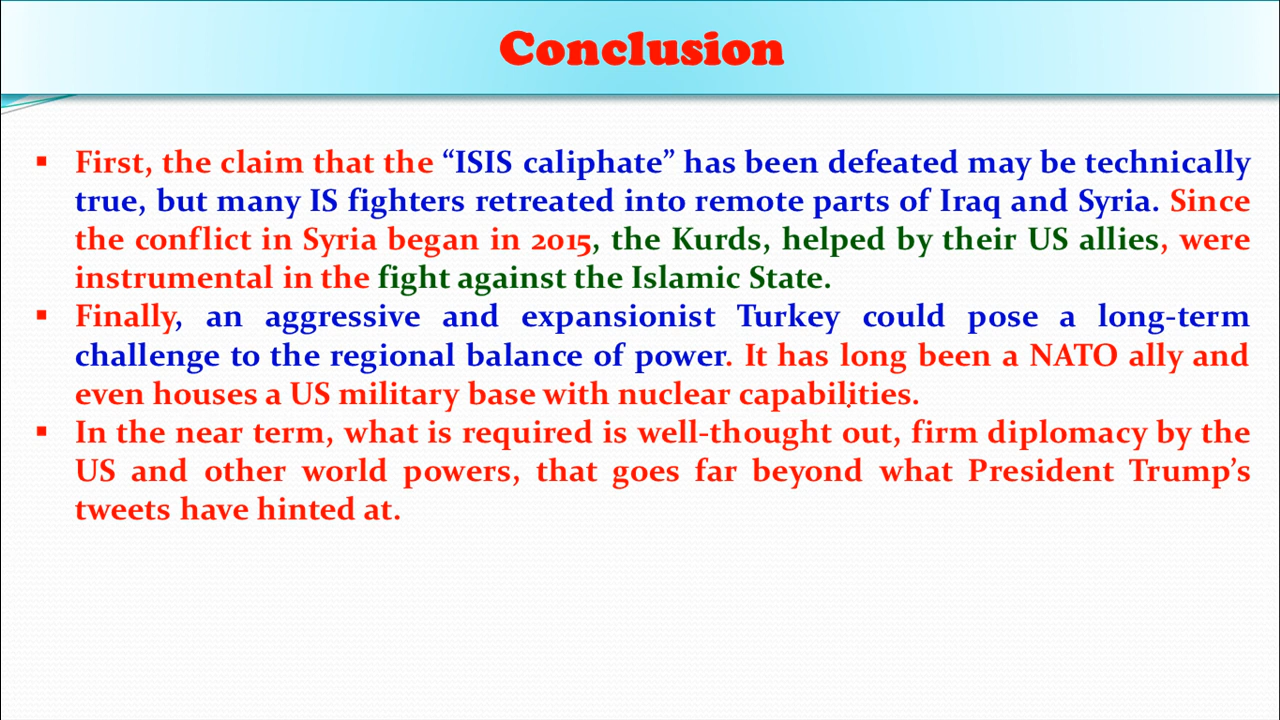 Conclusion
▪ First, the claim that the “ISIS caliphate” has been defeated may be technically
true, but many IS fighters retreated into remote parts of Iraq and Syria. Since
the conflict in Syria began in 2015, the Kurds, helped by their US allies, were
instrumental in the fight against the Islamic State.
▪ Finally, an aggressive and expansionist Turkey could pose a long-term
challenge to the regional balance of power. It has long been a NATO ally and
even houses a US military base with nuclear capabilities.
▪ In the near term, what is required is well-thought out, firm diplomacy by the
US and other world powers, that goes far beyond what President Trump’s
tweets have hinted at.